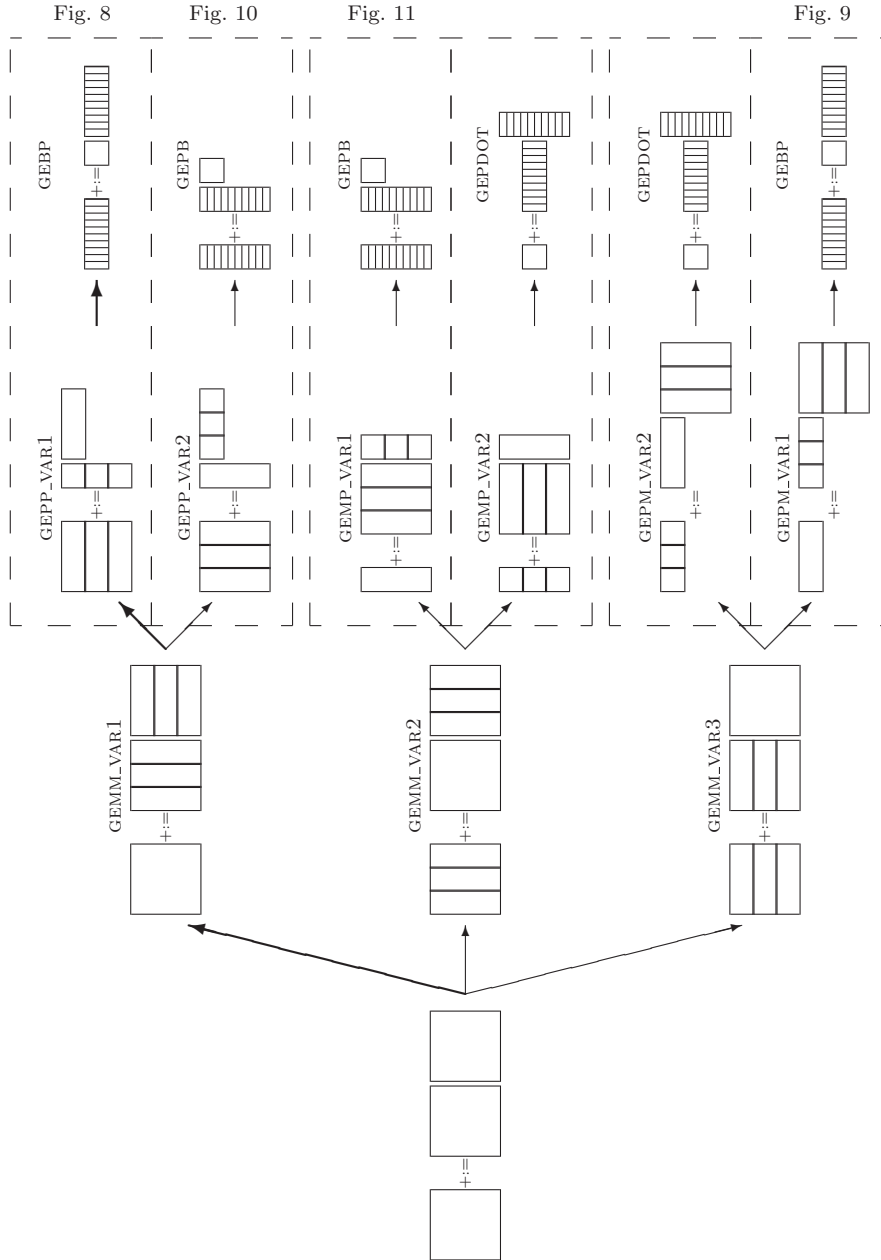 Fig. 8
Fig. 10
Fig. 11
Fig. 9
GEBP
+:=
GEPB
+:=
GEPB
+:=
GEPDOT
+:=
GEPDOT
+:=
GEBP
+:=
GEPP_VAR1
+:=
GEPP_VAR2
+:=
GEMP_VAR1
+:=
GEMP_VAR2
+:=
GEPM_VAR2
+:=
GEPM_VAR1
+:=
GEMM_VAR1
+:=
GEMM_VAR2
+:=
GEMM_VAR3
+:=
+:=